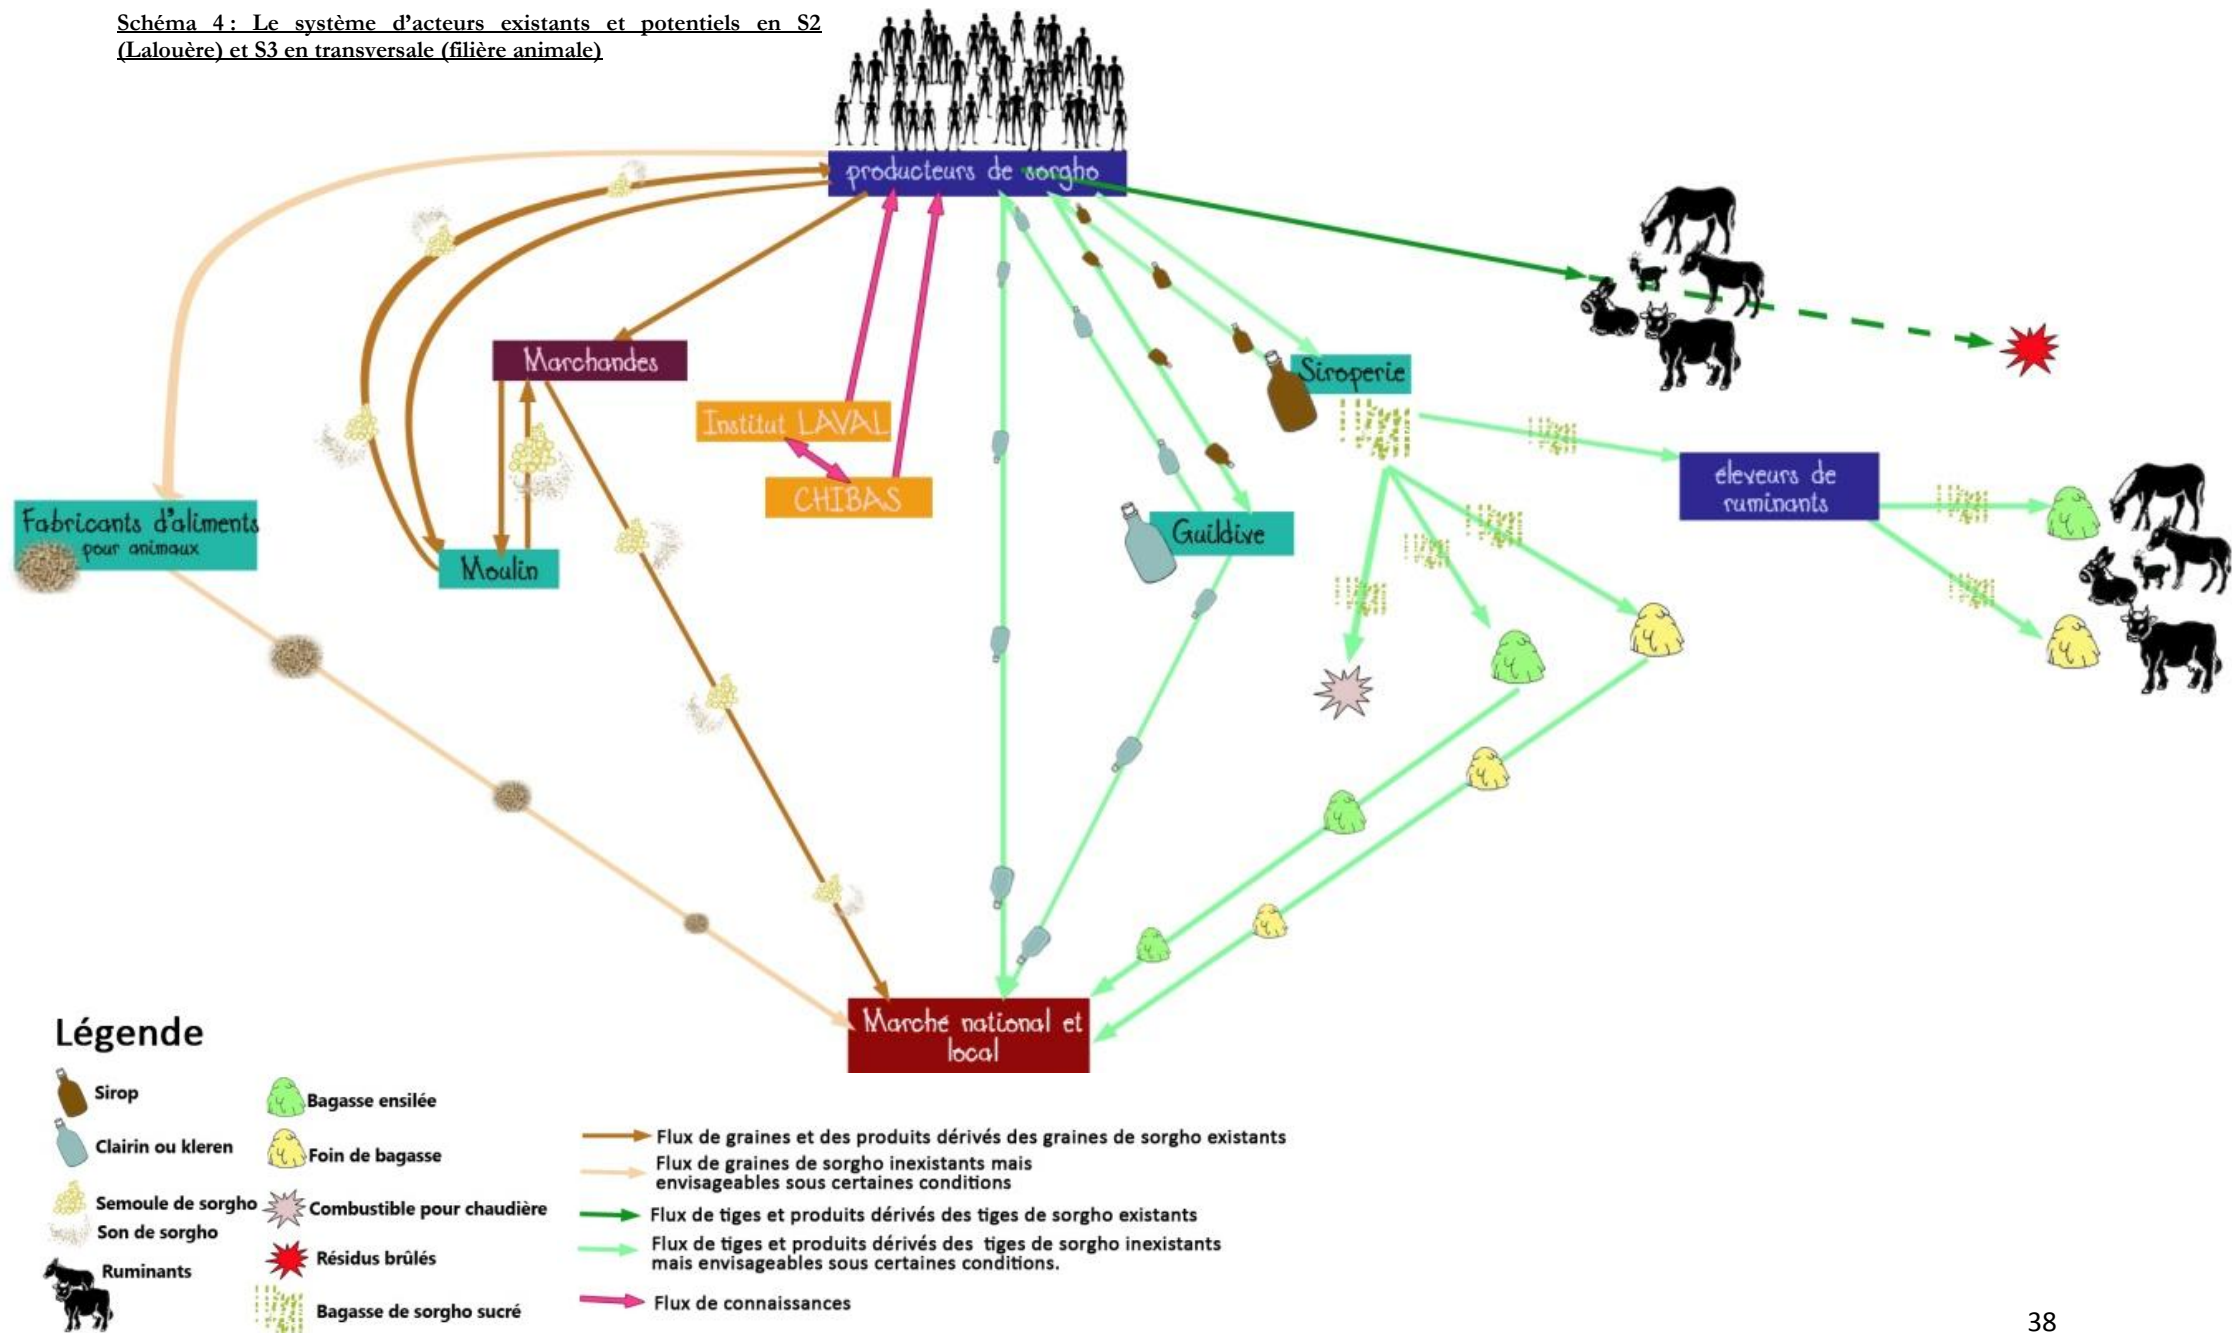 Schéma 4 : Le système d'acteurs existants et potentiels en S2
(Lalouère) et S3 en transversale (filière animale)
producteurs de sorgho
Marchandes
Siroperie
Institut LAVAL
CHIBAS
éleveurs de
ruminants
Fabricants d'aliments
pour animaux
Moulin
Guildive
Marché national et
local
Légende
Sirop
Clairin ou kleren
Semoule de sorgho
Son de sorgho
Ruminants
Bagasse ensilée
Foin de bagasse
Combustible pour chaudière
Résidus brûlés
Bagasse de sorgho sucré
Flux de graines et des produits dérivés des graines de sorgho existants
Flux de graines de sorgho inexistants mais
envisageables sous certaines conditions
Flux de tiges et produits dérivés des tiges de sorgho existants
Flux de tiges et produits dérivés des tiges de sorgho inexistants
mais envisageables sous certaines conditions.
Flux de connaissances
38